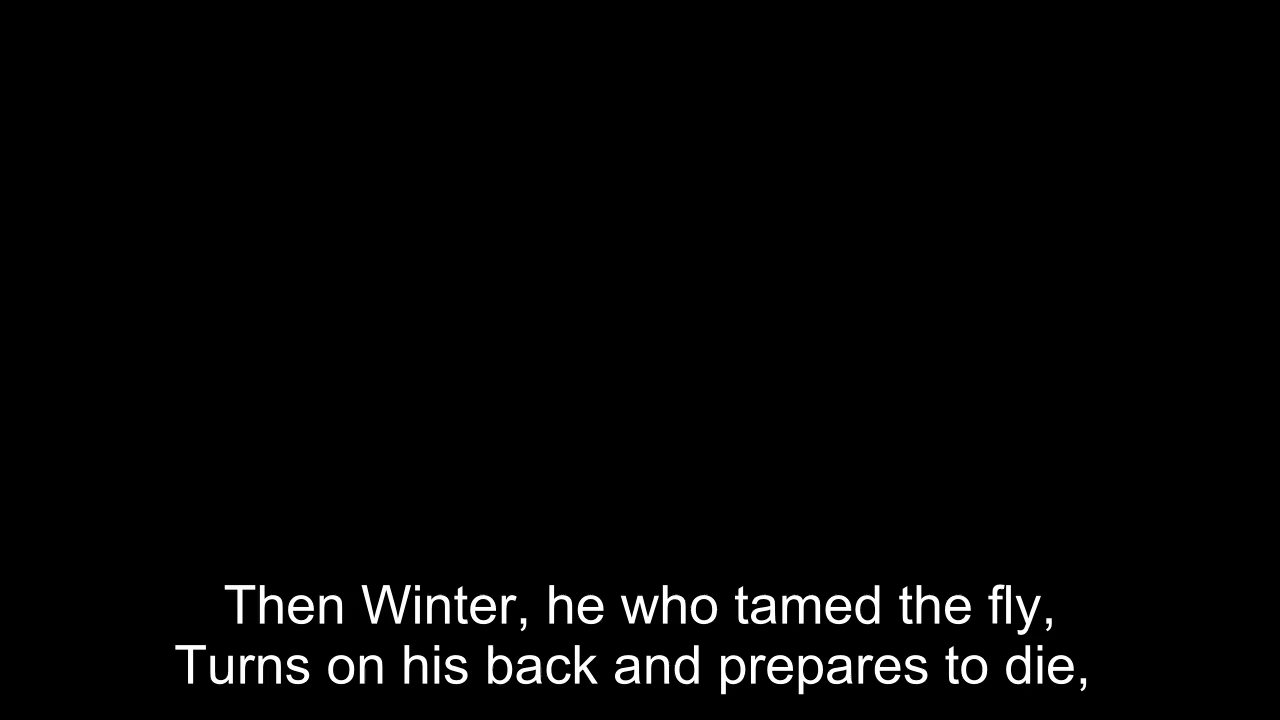 Then Winter, he who tamed the fly,
Turns on his back and prepares to die,